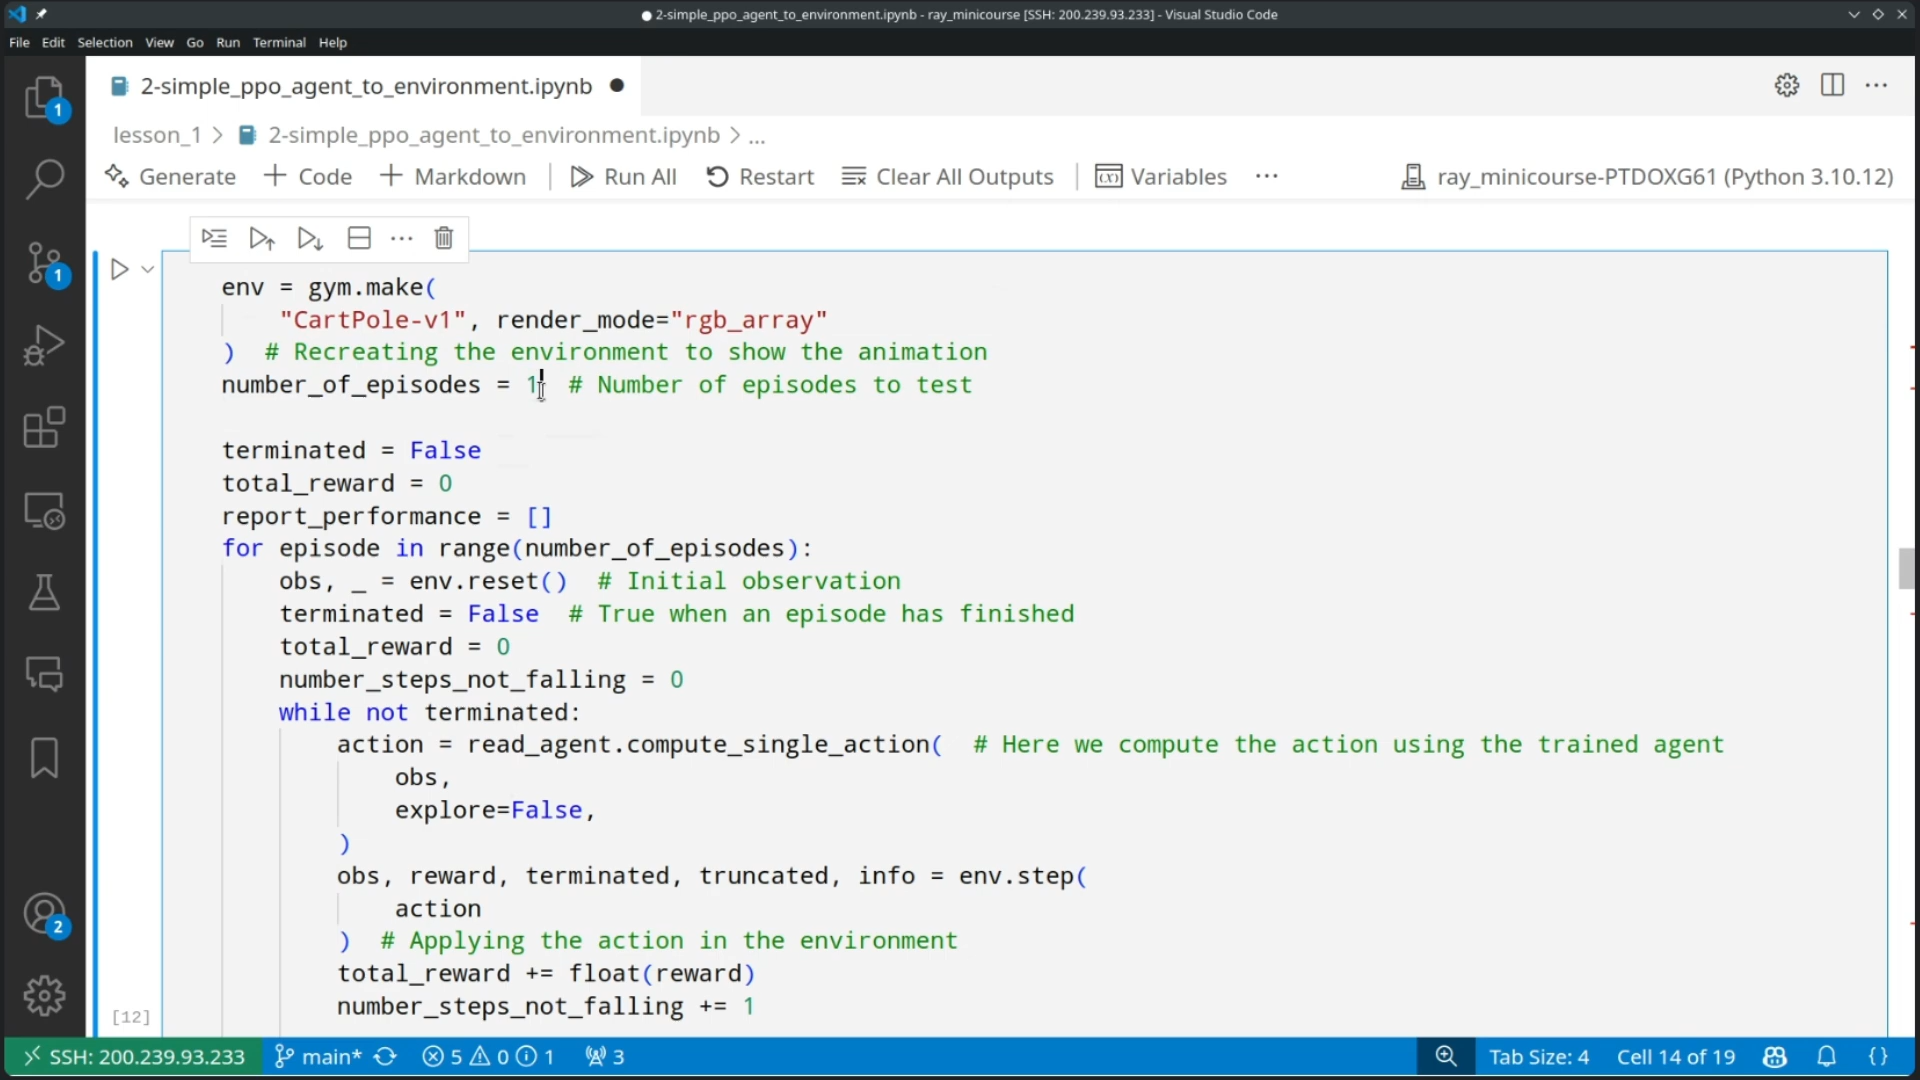 2-simple_ppo_agent_to_environment.ipynb - ray_minicourse [SSH: 200.239.93.233] - Visual Studio Code
File Edit Selection View Go Run Terminal Help
2-simple_ppo_agent_to_environment.ipynb
lesson_1 > 2-simple_ppo_agent_to_environment.ipynb > ...
Generate + Code + Markdown Run All Restart Clear All Outputs Variables ... ray_minicourse-PTDOXG61 (Python 3.10.12)
1
1
2
env = gym.make(
    "CartPole-v1", render_mode="rgb_array"
)  # Recreating the environment to show the animation
number_of_episodes = 1  # Number of episodes to test
terminated = False
total_reward = 0
report_performance = []
for episode in range(number_of_episodes):
    obs, _ = env.reset()  # Initial observation
    terminated = False  # True when an episode has finished
    total_reward = 0
    number_steps_not_falling = 0
    while not terminated:
        action = read_agent.compute_single_action(  # Here we compute the action using the trained agent
            obs,
            explore=False,
        )
        obs, reward, terminated, truncated, info = env.step(
            action
        )  # Applying the action in the environment
        total_reward += float(reward)
        number_steps_not_falling += 1
[12]
SSH: 200.239.93.233 main* 5 0 1 3 Tab Size: 4 Cell 14 of 19 {}